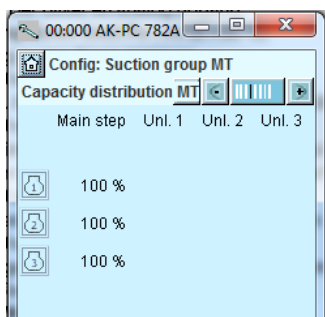 00:000 AK-PC 782A
Config: Suction group MT
Capacity distribution MT
Main step Unl. 1 Unl. 2 Unl. 3
1 100 %
2 100 %
3 100 %